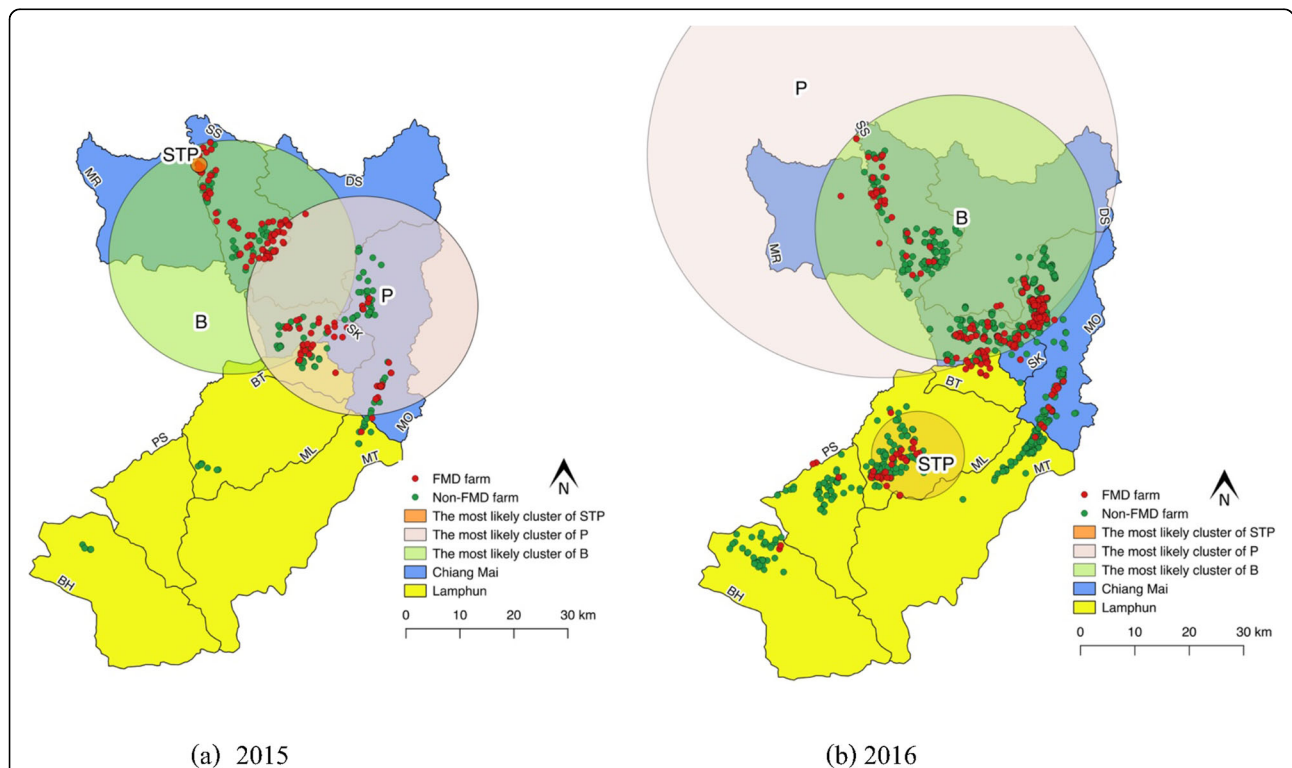 SS
STP
MR
DS
B
P
SK
BT
PS
ML
MO
MT
BH
FMD farm
Non-FMD farm
The most likely cluster of STP
The most likely cluster of P
The most likely cluster of B
Chiang Mai
Lamphun
0 10 20 30 km
N
(a) 2015
P
SS
B
DS
MR
MO
SK
BT
PS
STP
ML
MT
BH
FMD farm
Non-FMD farm
The most likely cluster of STP
The most likely cluster of P
The most likely cluster of B
Chiang Mai
Lamphun
0 10 20 30 km
N
(b) 2016